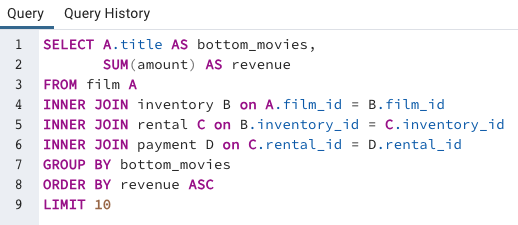 Query Query History
1 SELECT A.title AS bottom_movies,
2 SUM(amount) AS revenue
3 FROM film A
4 INNER JOIN inventory B on A.film_id = B.film_id
5 INNER JOIN rental C on B.inventory_id = C.inventory_id
6 INNER JOIN payment D on C.rental_id = D.rental_id
7 GROUP BY bottom_movies
8 ORDER BY revenue ASC
9 LIMIT 10